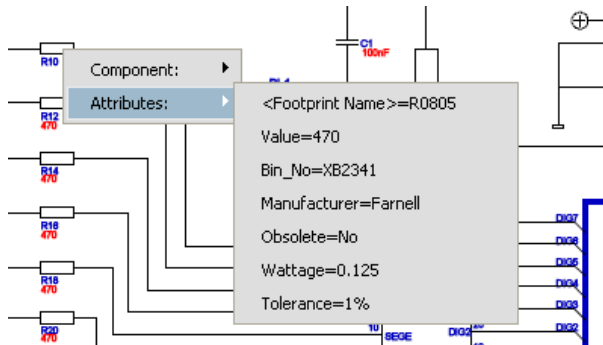 C1
100nF
R10
Component:
Attributes:
<Footprint Name>=R0805
Value=470
Bin_No=XB2341
Manufacturer=Farnell
Obsolete=No
Wattage=0.125
Tolerance=1%
R12
470
R14
470
R16
470
R18
470
R20
470
DIG7
DIG6
DIG5
DIG4
DIG3
DIG2
10
SEGE
DIG2